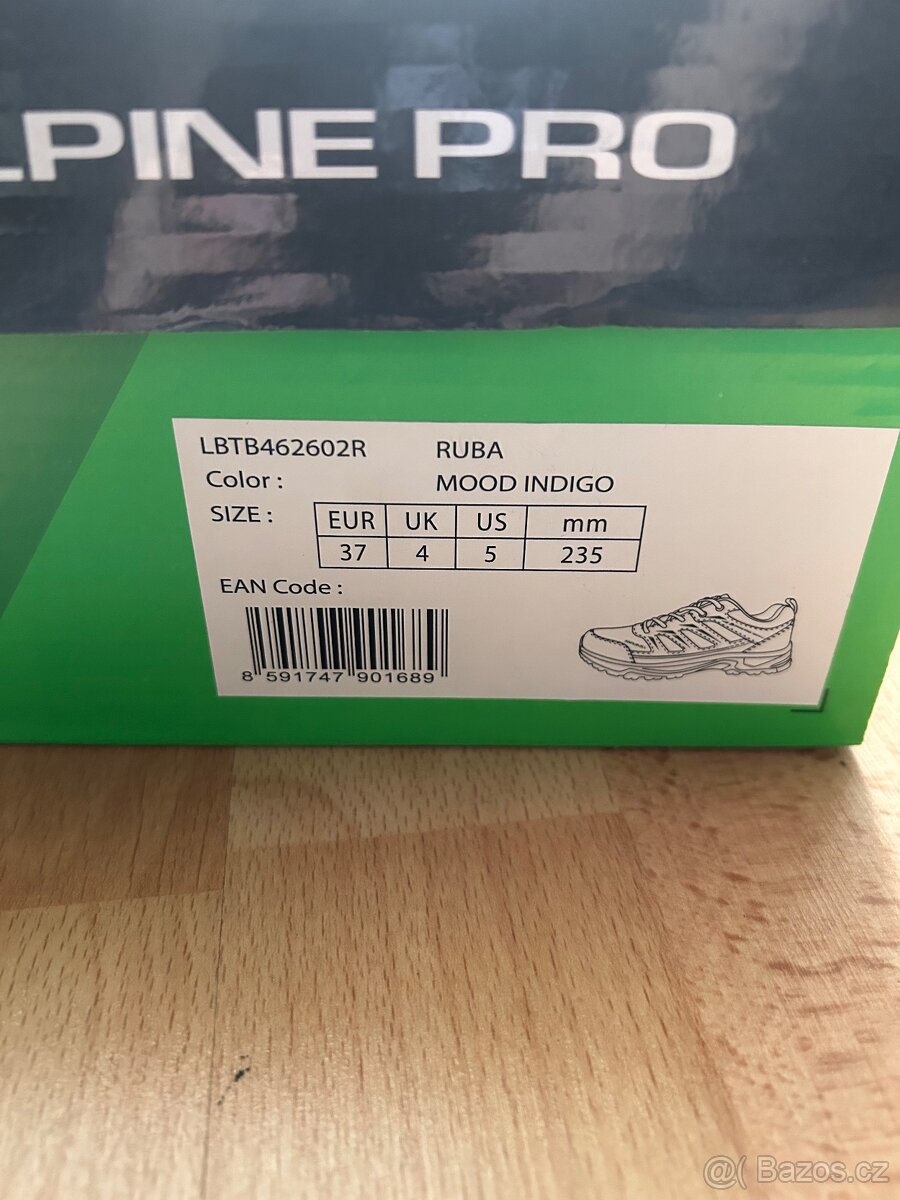 LPINE PRO
LBTB462602R RUBA
Color : MOOD INDIGO
SIZE : EUR UK US mm
37 4 5 235
EAN Code :
8 591747 901689
@( Bazos.cz